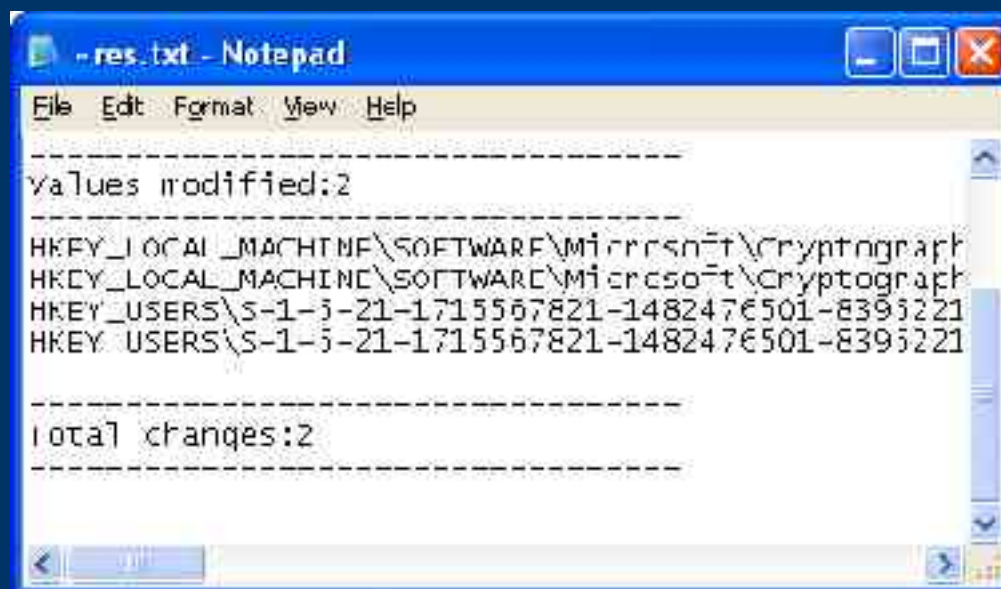 ~res.txt - Notepad
File Edit Format View Help
----------------------------------
Values modified:2
----------------------------------
HKEY_LOCAL_MACHINE\SOFTWARE\Microsoft\Cryptograph
HKEY_LOCAL_MACHINE\SOFTWARE\Microsoft\Cryptograph
HKEY_USERS\S-1-5-21-1715567821-1482476501-8395221
HKEY_USERS\S-1-5-21-1715567821-1482476501-8395221
----------------------------------
Total changes:2
----------------------------------